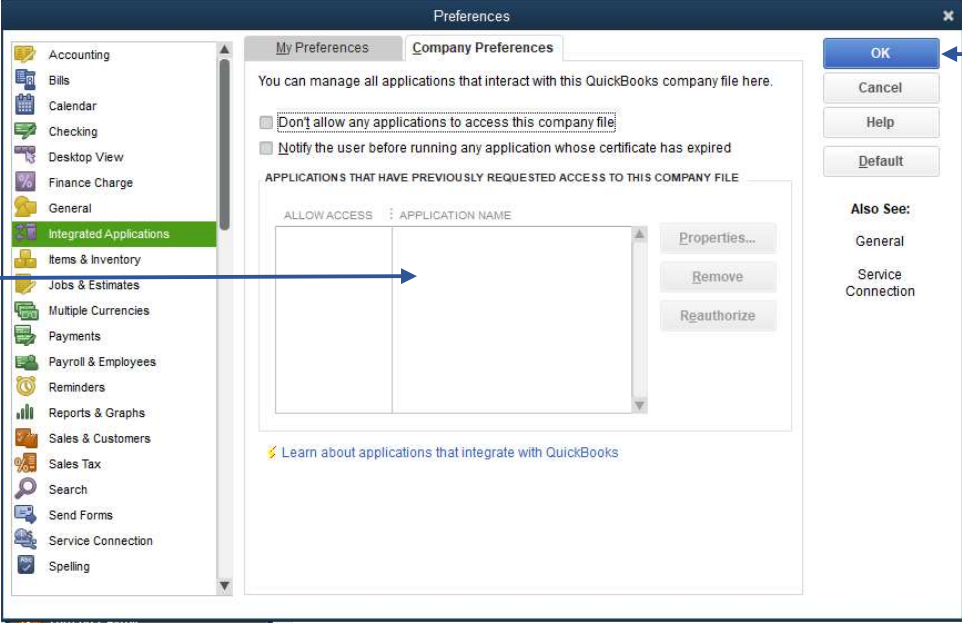 Preferences
Accounting
Bills
Calendar
Checking
Desktop View
Finance Charge
General
Integrated Applications
Items & Inventory
Jobs & Estimates
Multiple Currencies
Payments
Payroll & Employees
Reminders
Reports & Graphs
Sales & Customers
Sales Tax
Search
Send Forms
Service Connection
Spelling
My Preferences
Company Preferences
You can manage all applications that interact with this QuickBooks company file here.
Don't allow any applications to access this company file
Notify the user before running any application whose certificate has expired
APPLICATIONS THAT HAVE PREVIOUSLY REQUESTED ACCESS TO THIS COMPANY FILE
ALLOW ACCESS APPLICATION NAME
Properties...
Remove
Reauthorize
Learn about applications that integrate with QuickBooks
OK
Cancel
Help
Default
Also See:
General
Service
Connection